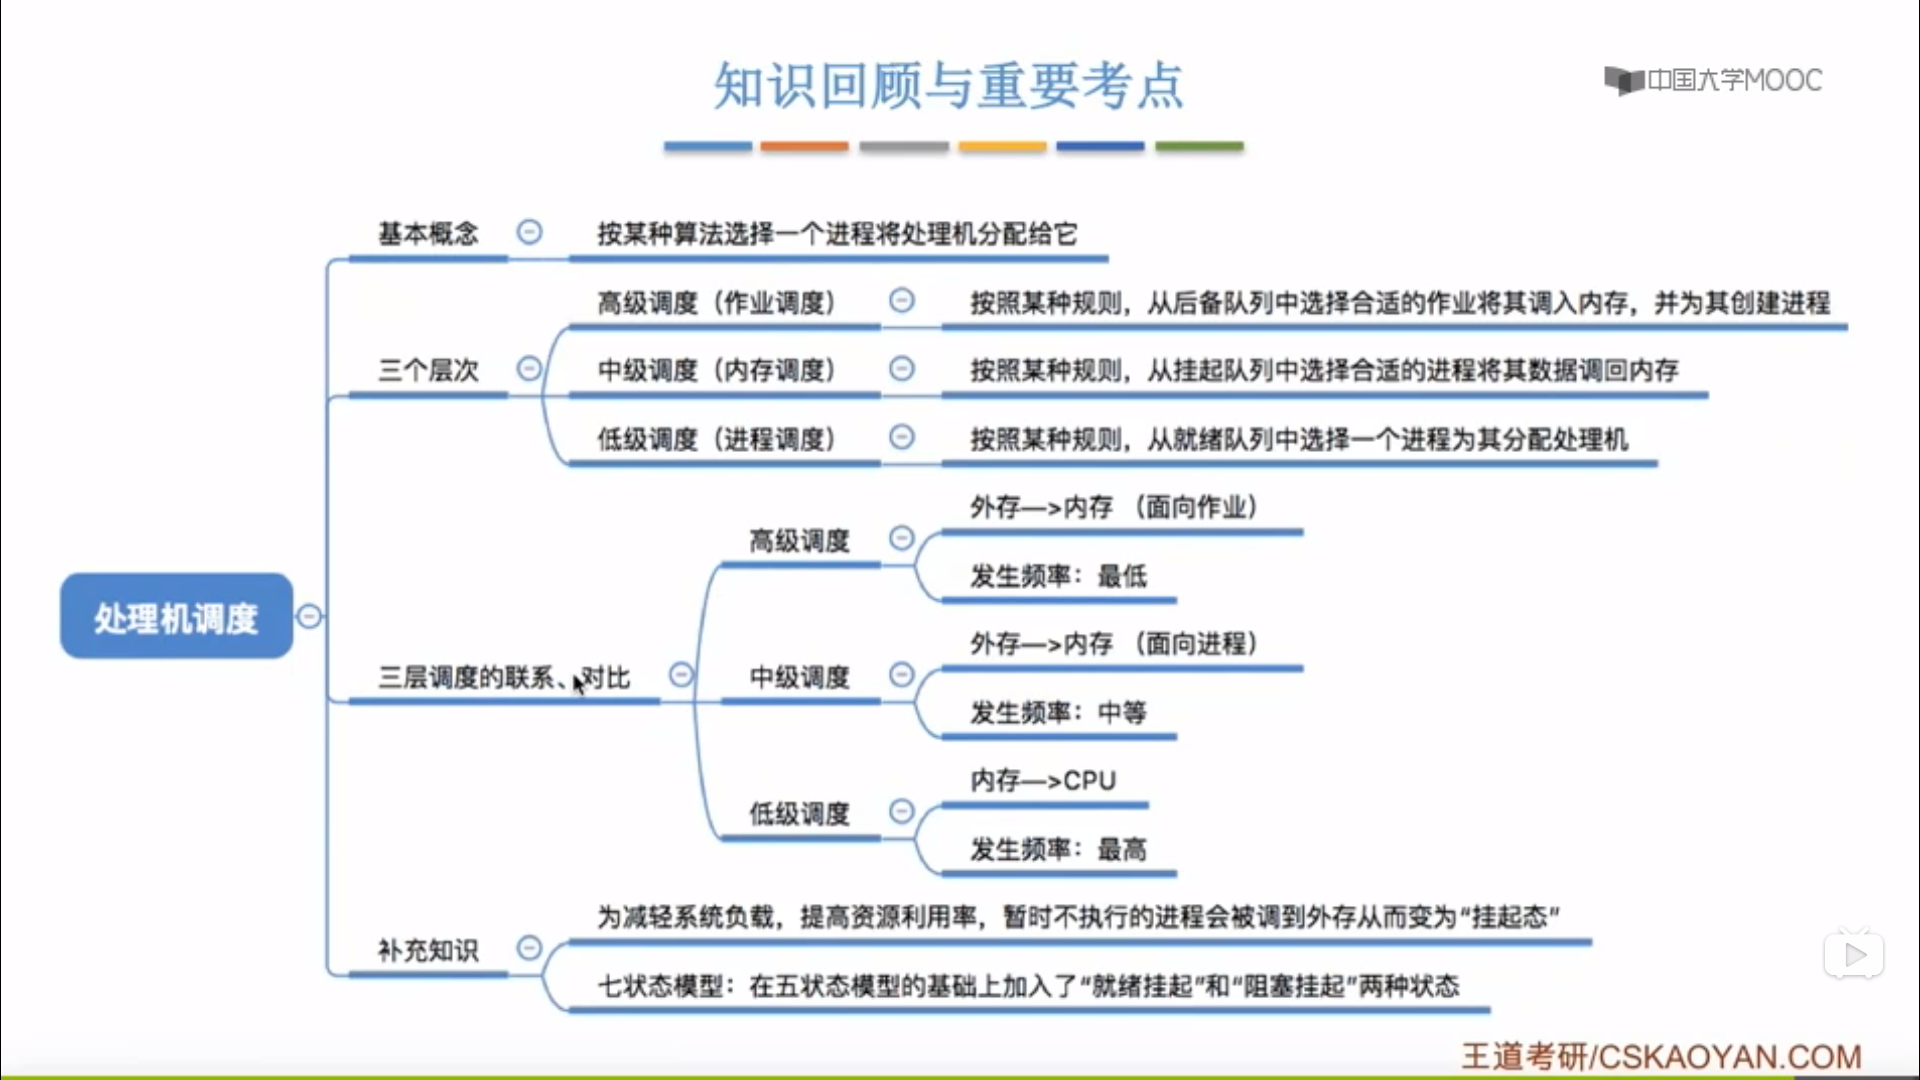 知识回顾与重要考点
中国大学MOOC
基本概念
按某种算法选择一个进程将处理机分配给它
高级调度（作业调度）
按照某种规则，从后备队列中选择合适的作业将其调入内存，并为其创建进程
三个层次
中级调度（内存调度）
按照某种规则，从挂起队列中选择合适的进程将其数据调回内存
低级调度（进程调度）
按照某种规则，从就绪队列中选择一个进程为其分配处理机
外存—>内存 （面向作业）
高级调度
发生频率：最低
处理机调度
外存—>内存 （面向进程）
三层调度的联系、对比
中级调度
发生频率：中等
内存—>CPU
低级调度
发生频率：最高
为减轻系统负载，提高资源利用率，暂时不执行的进程会被调到外存从而变为“挂起态”
补充知识
七状态模型：在五状态模型的基础上加入了“就绪挂起”和“阻塞挂起”两种状态
王道考研/CSKAOYAN.COM